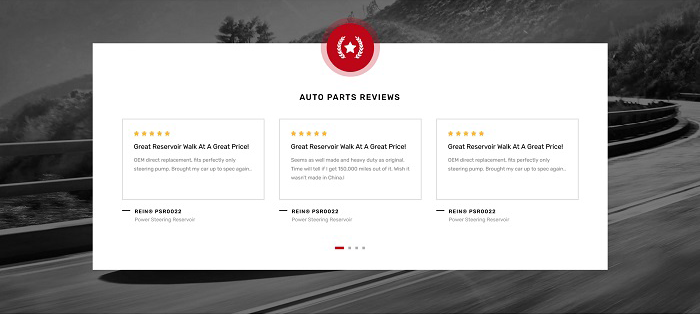 AUTO PARTS REVIEWS
Great Reservoir Walk At A Great Price!
OEM direct replacement, fits perfectly only
steering pump. Brought my car up to spec again..
REIN® PSR0022
Power Steering Reservoir
Great Reservoir Walk At A Great Price!
Seems as well made and heavy duty as original.
Time will tell if I get 150,000 miles out of it. Wish it
wasn't made in China.!
REIN® PSR0022
Power Steering Reservoir
Great Reservoir Walk At A Great Price!
OEM direct replacement, fits perfectly only
steering pump. Brought my car up to spec again..
REIN® PSR0022
Power Steering Reservoir